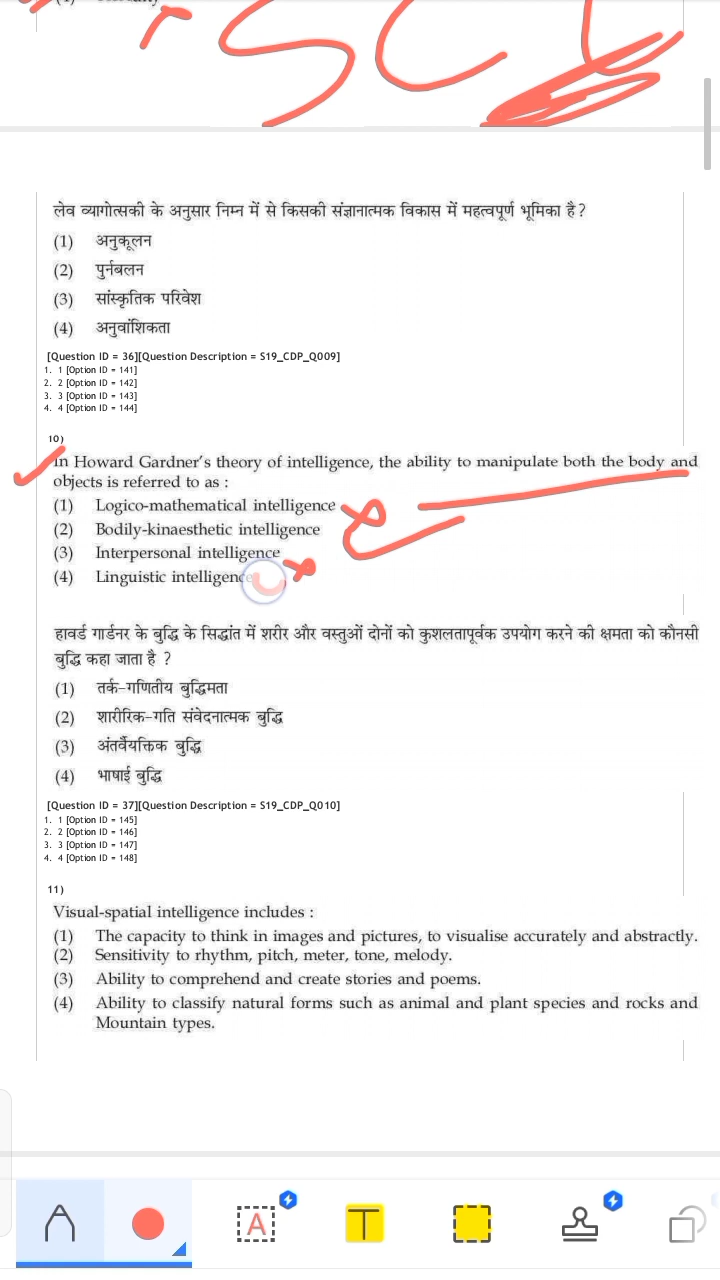 लेव व्यागोत्सकी के अनुसार निम्न में से किसकी संज्ञानात्मक विकास में महत्वपूर्ण भूमिका है ?
(1) अनुकूलन
(2) पुर्नबलन
(3) सांस्कृतिक परिवेश
(4) अनुवांशिकता
[Question ID = 36][Question Description = S19_CDP_Q009]
1. 1 [Option ID = 141]
2. 2 [Option ID = 142]
3. 3 [Option ID = 143]
4. 4 [Option ID = 144]
10)
In Howard Gardner's theory of intelligence, the ability to manipulate both the body and
objects is referred to as :
(1) Logico-mathematical intelligence
(2) Bodily-kinaesthetic intelligence
(3) Interpersonal intelligence
(4) Linguistic intelligence
हावर्ड गार्डनर के बुद्धि के सिद्धांत में शरीर और वस्तुओं दोनों को कुशलतापूर्वक उपयोग करने की क्षमता को कौनसी
बुद्धि कहा जाता है ?
(1) तर्क-गणितीय बुद्धिमता
(2) शारीरिक-गति संवेदनात्मक बुद्धि
(3) अंतर्वैयक्तिक बुद्धि
(4) भाषाई बुद्धि
[Question ID = 37][Question Description = S19_CDP_Q010]
1. 1 [Option ID = 145]
2. 2 [Option ID = 146]
3. 3 [Option ID = 147]
4. 4 [Option ID = 148]
11)
Visual-spatial intelligence includes :
(1) The capacity to think in images and pictures, to visualise accurately and abstractly.
(2) Sensitivity to rhythm, pitch, meter, tone, melody.
(3) Ability to comprehend and create stories and poems.
(4) Ability to classify natural forms such as animal and plant species and rocks and
Mountain types.
A
T